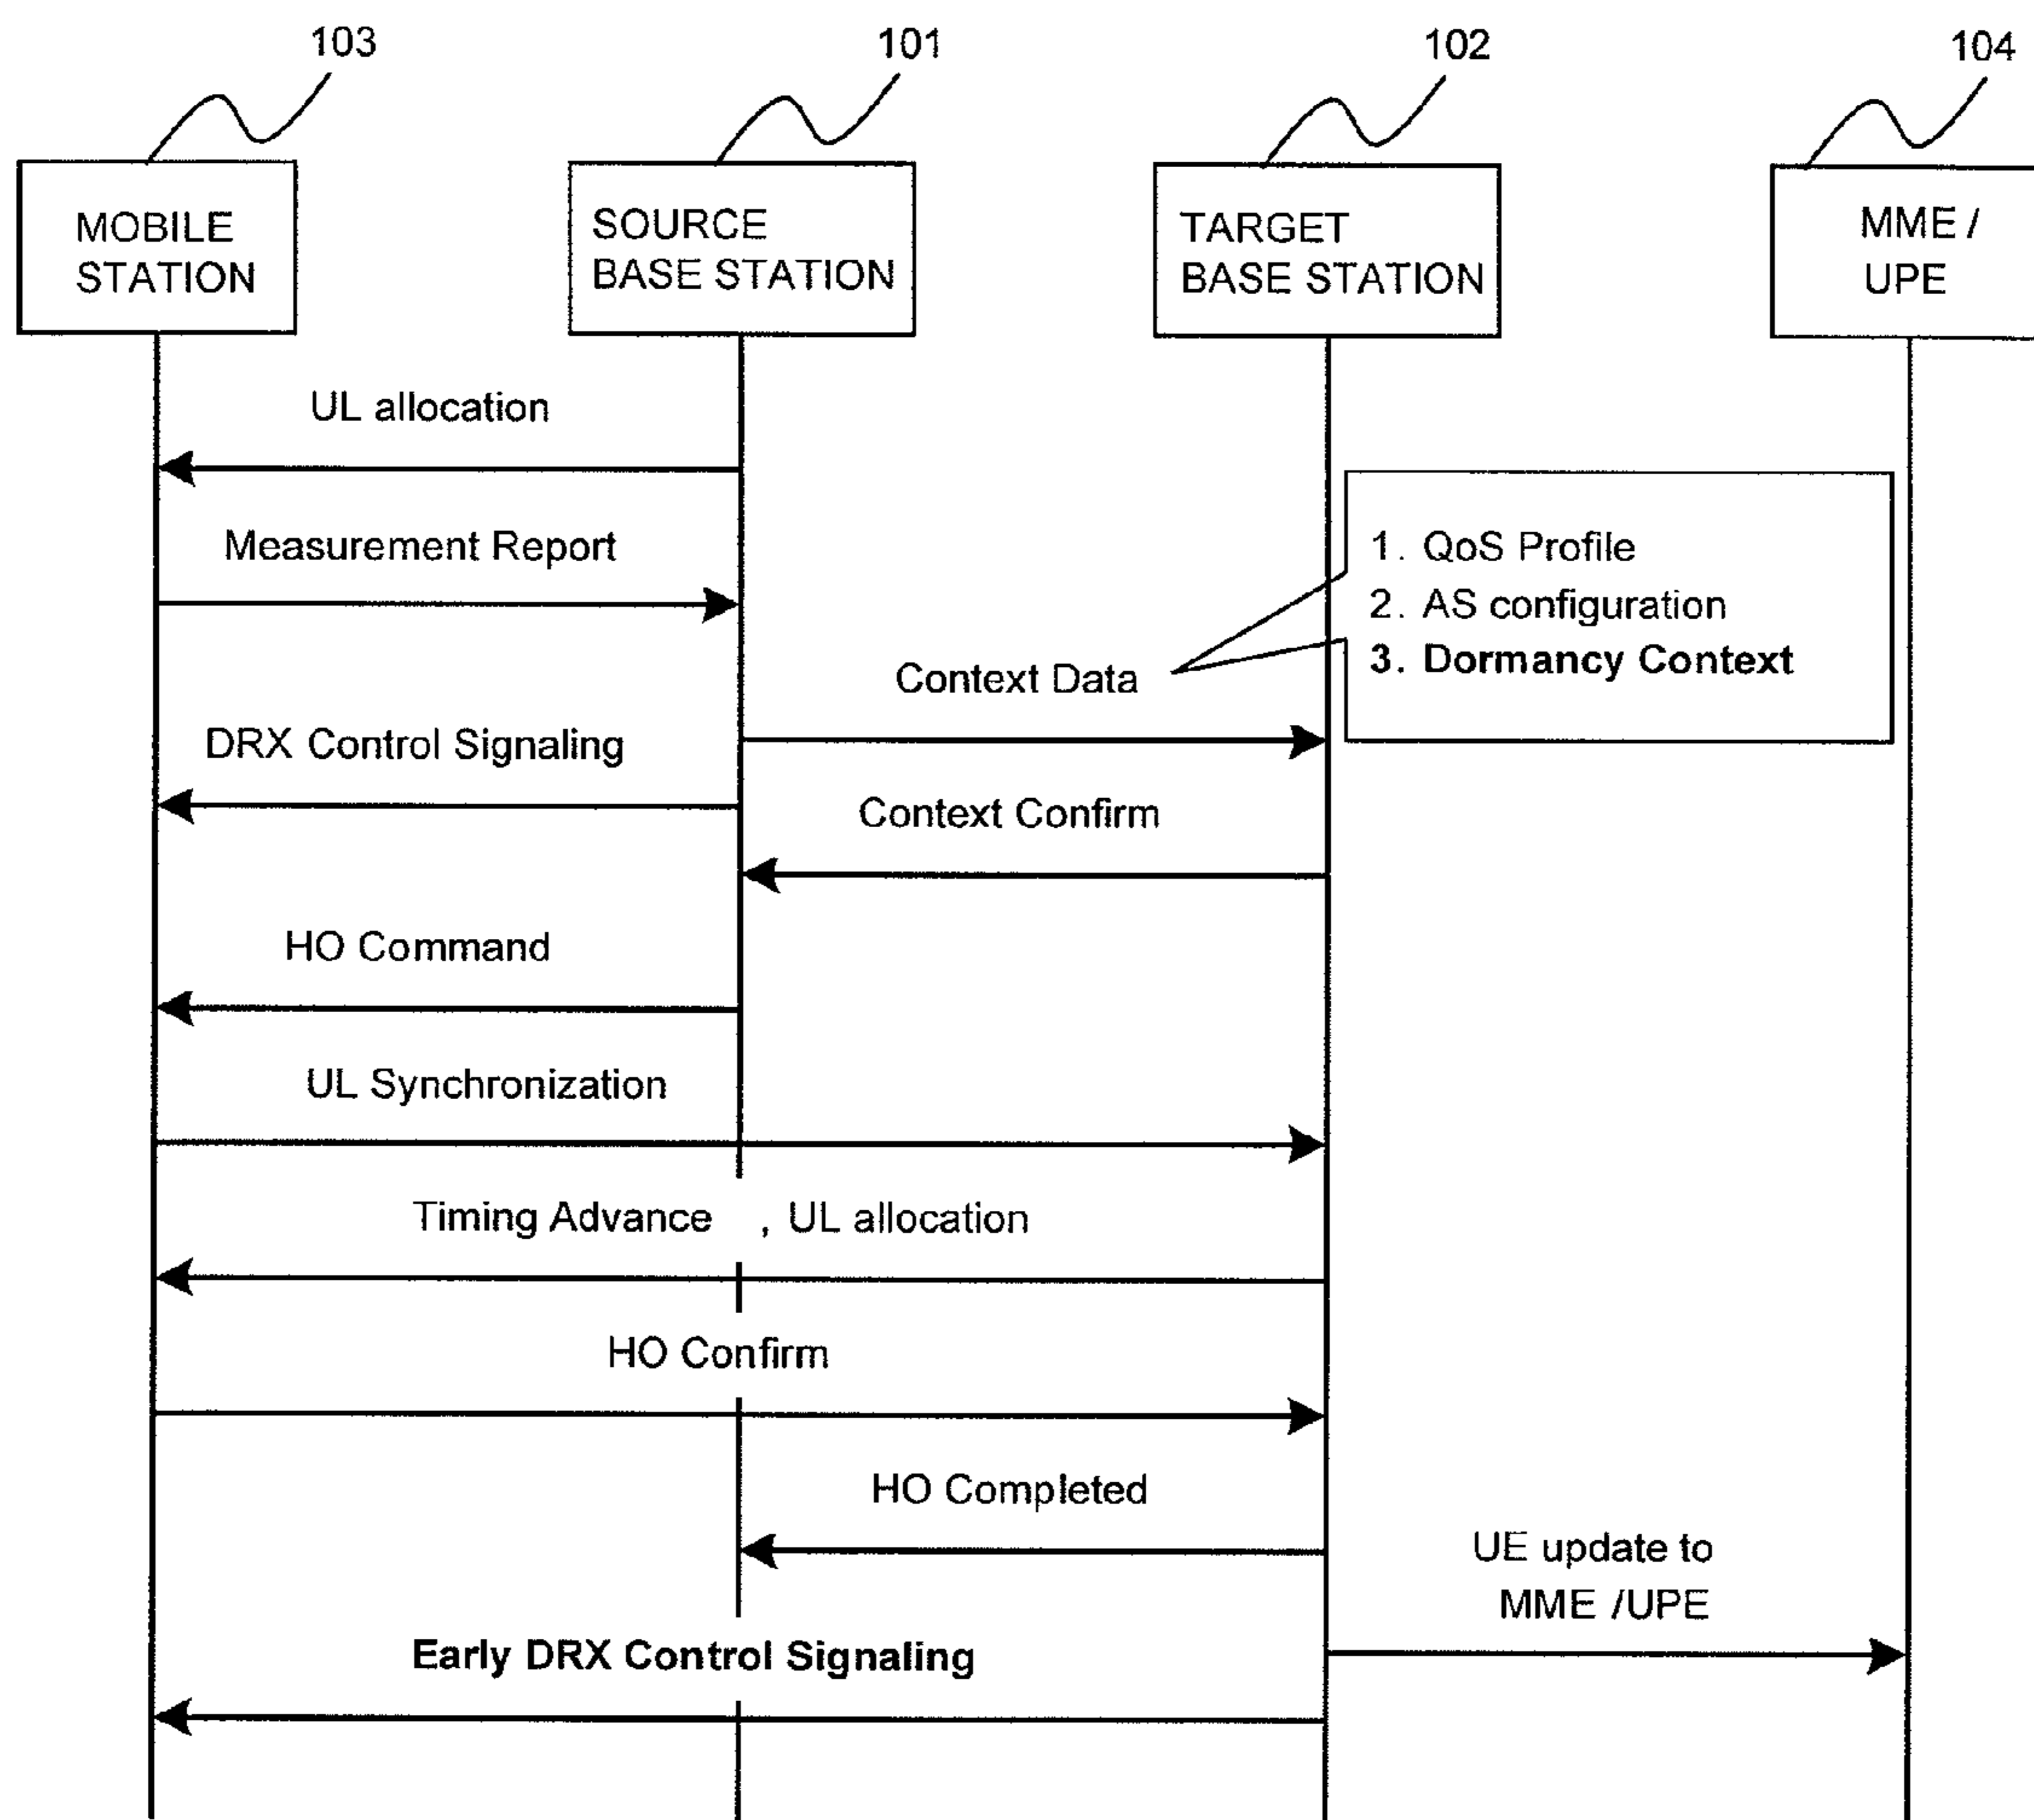 103
101
102
104
MOBILE
STATION
SOURCE
BASE STATION
TARGET
BASE STATION
MME /
UPE
UL allocation
Measurement Report
1. QoS Profile
2. AS configuration
3. Dormancy Context
Context Data
DRX Control Signaling
Context Confirm
HO Command
UL Synchronization
Timing Advance , UL allocation
HO Confirm
HO Completed
UE update to
MME /UPE
Early DRX Control Signaling